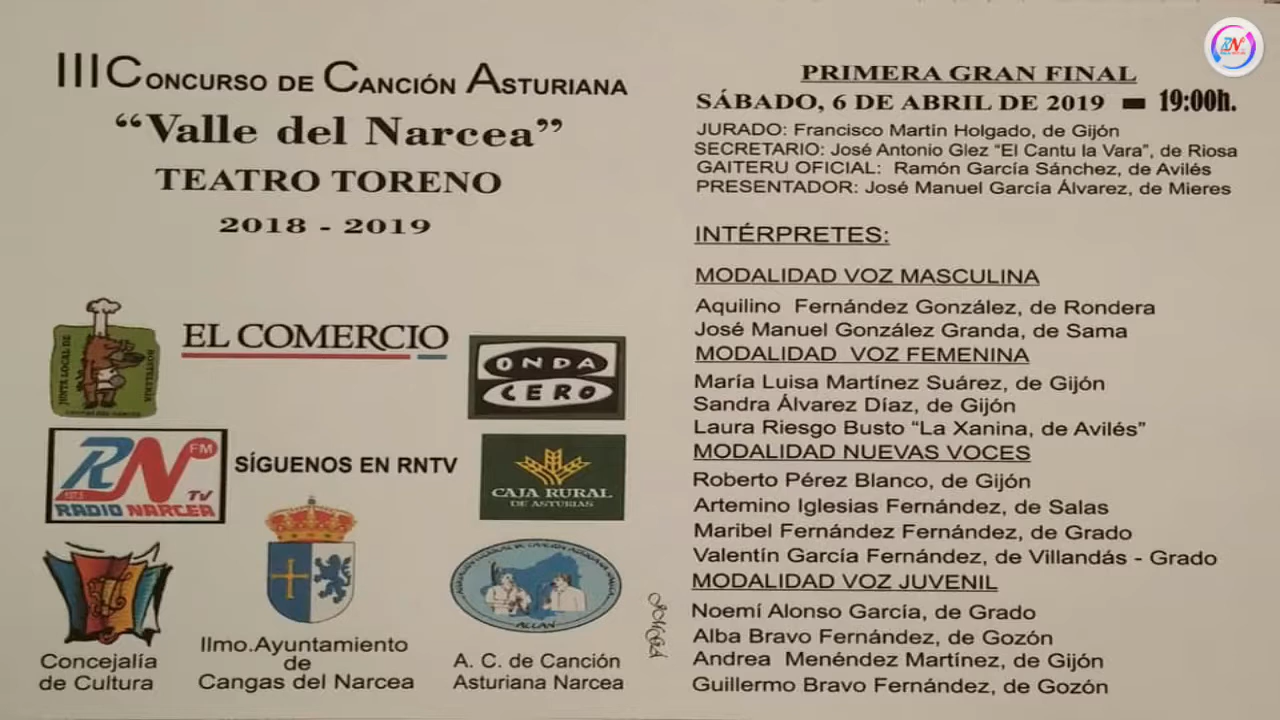 III CONCURSO DE CANCIÓN ASTURIANA
“Valle del Narcea”
TEATRO TORENO
2018 - 2019
EL COMERCIO
ONDA
CERO
JUNTA LOCAL DE
RN
FM
TV
RADIO NARCEA
SÍGUENOS EN RNTV
CAJA RURAL
DE ASTURIAS
Concejalía
de Cultura
Ilmo.Ayuntamiento
de
Cangas del Narcea
A. C. de Canción
Asturiana Narcea
PRIMERA GRAN FINAL
SÁBADO, 6 DE ABRIL DE 2019 - 19:00h.
JURADO: Francisco Martín Holgado, de Gijón
SECRETARIO: José Antonio Glez “El Cantu la Vara”, de Riosa
GAITERU OFICIAL: Ramón García Sánchez, de Avilés
PRESENTADOR: José Manuel García Álvarez, de Mieres
INTÉRPRETES:
MODALIDAD VOZ MASCULINA
Aquilino Fernández González, de Rondera
José Manuel González Granda, de Sama
MODALIDAD VOZ FEMENINA
María Luisa Martínez Suárez, de Gijón
Sandra Álvarez Díaz, de Gijón
Laura Riesgo Busto “La Xanina, de Avilés”
MODALIDAD NUEVAS VOCES
Roberto Pérez Blanco, de Gijón
Artemino Iglesias Fernández, de Salas
Maribel Fernández Fernández, de Grado
Valentín García Fernández, de Villandás - Grado
MODALIDAD VOZ JUVENIL
Noemí Alonso García, de Grado
Alba Bravo Fernández, de Gozón
Andrea Menéndez Martínez, de Gijón
Guillermo Bravo Fernández, de Gozón
RN